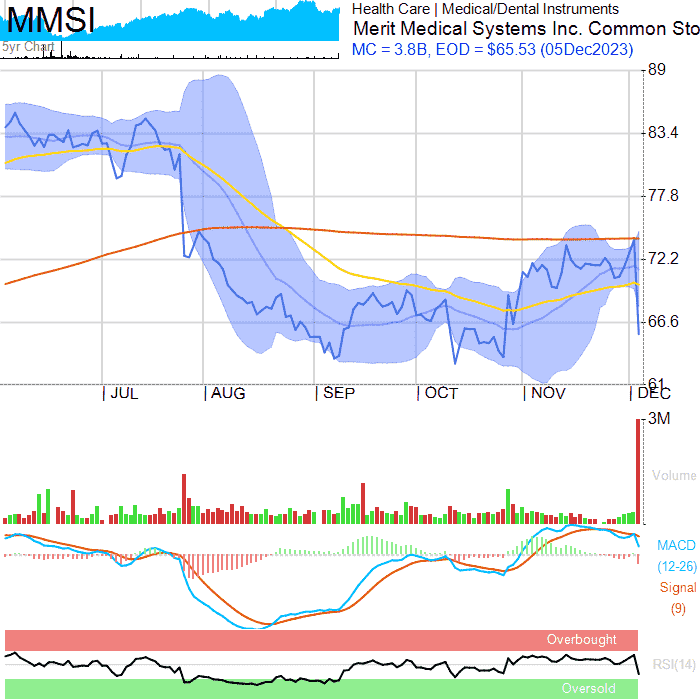 MMSI
5yr Chart
Health Care | Medical/Dental Instruments
Merit Medical Systems Inc. Common Sto
MC = 3.8B, EOD = $65.53 (05Dec2023)
89
83.4
77.8
72.2
66.6
61
| JUL | AUG | SEP | OCT | NOV | DEC
3M
Volume
MACD
(12-26)
Signal
(9)
Overbought
RSI(14)
Oversold